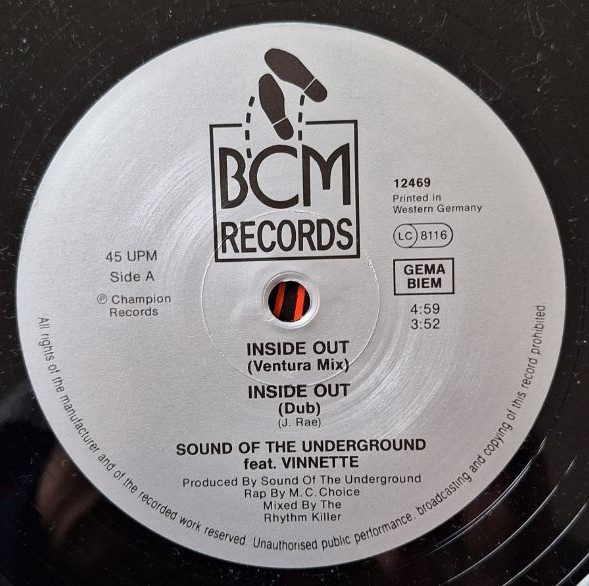 BCM
RECORDS
12469
Printed in
Western Germany
LC 8116
GEMA
BIEM
4:59
3:52
45 UPM
Side A
Ⓟ Champion
Records
INSIDE OUT
(Ventura Mix)
INSIDE OUT
(Dub)
(J. Rae)
SOUND OF THE UNDERGROUND
feat. VINNETTE
Produced By Sound Of The Underground
Rap By M.C. Choice
Mixed By The
Rhythm Killer
All rights of the manufacturer and of the recorded work reserved. Unauthorised public performance, broadcasting and copying of this record prohibited